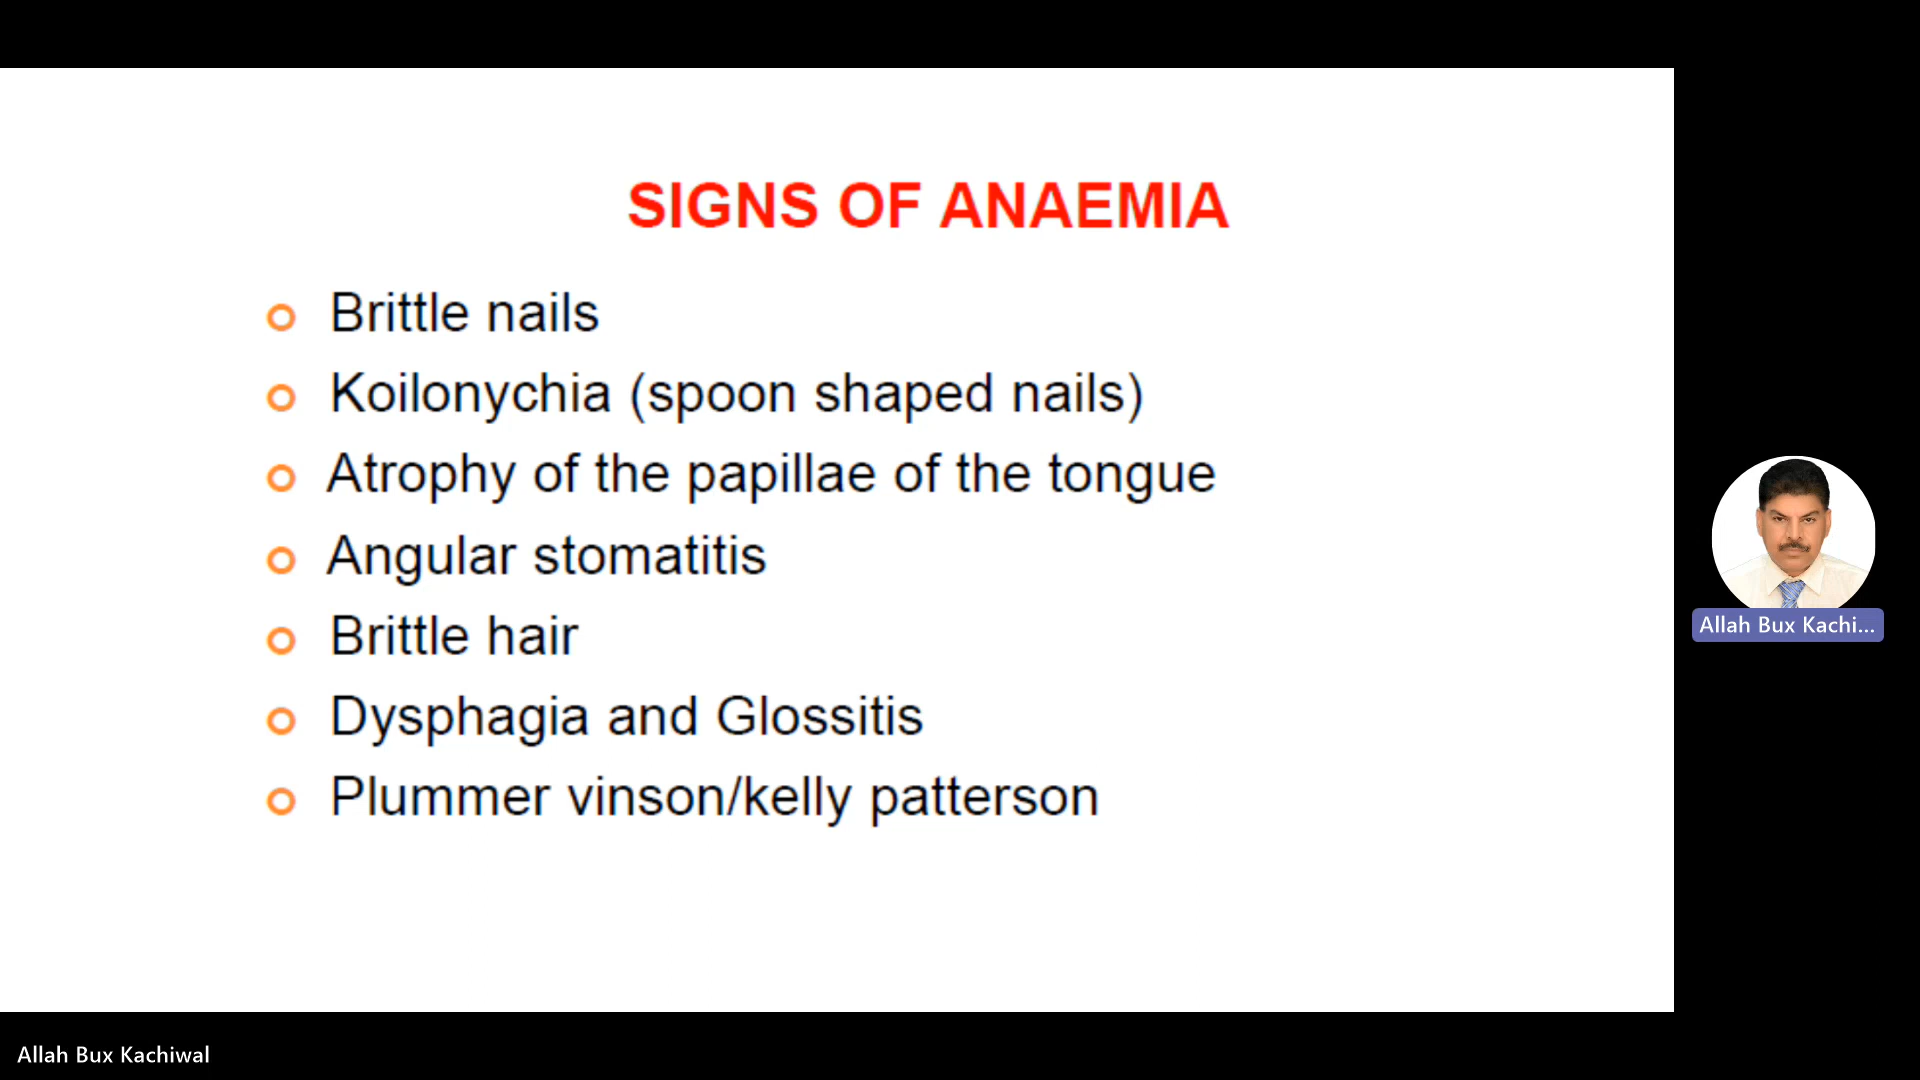 SIGNS OF ANAEMIA
Brittle nails
Koilonychia (spoon shaped nails)
Atrophy of the papillae of the tongue
Angular stomatitis
Brittle hair
Dysphagia and Glossitis
Plummer vinson/kelly patterson
Allah Bux Kachi...
Allah Bux Kachiwal